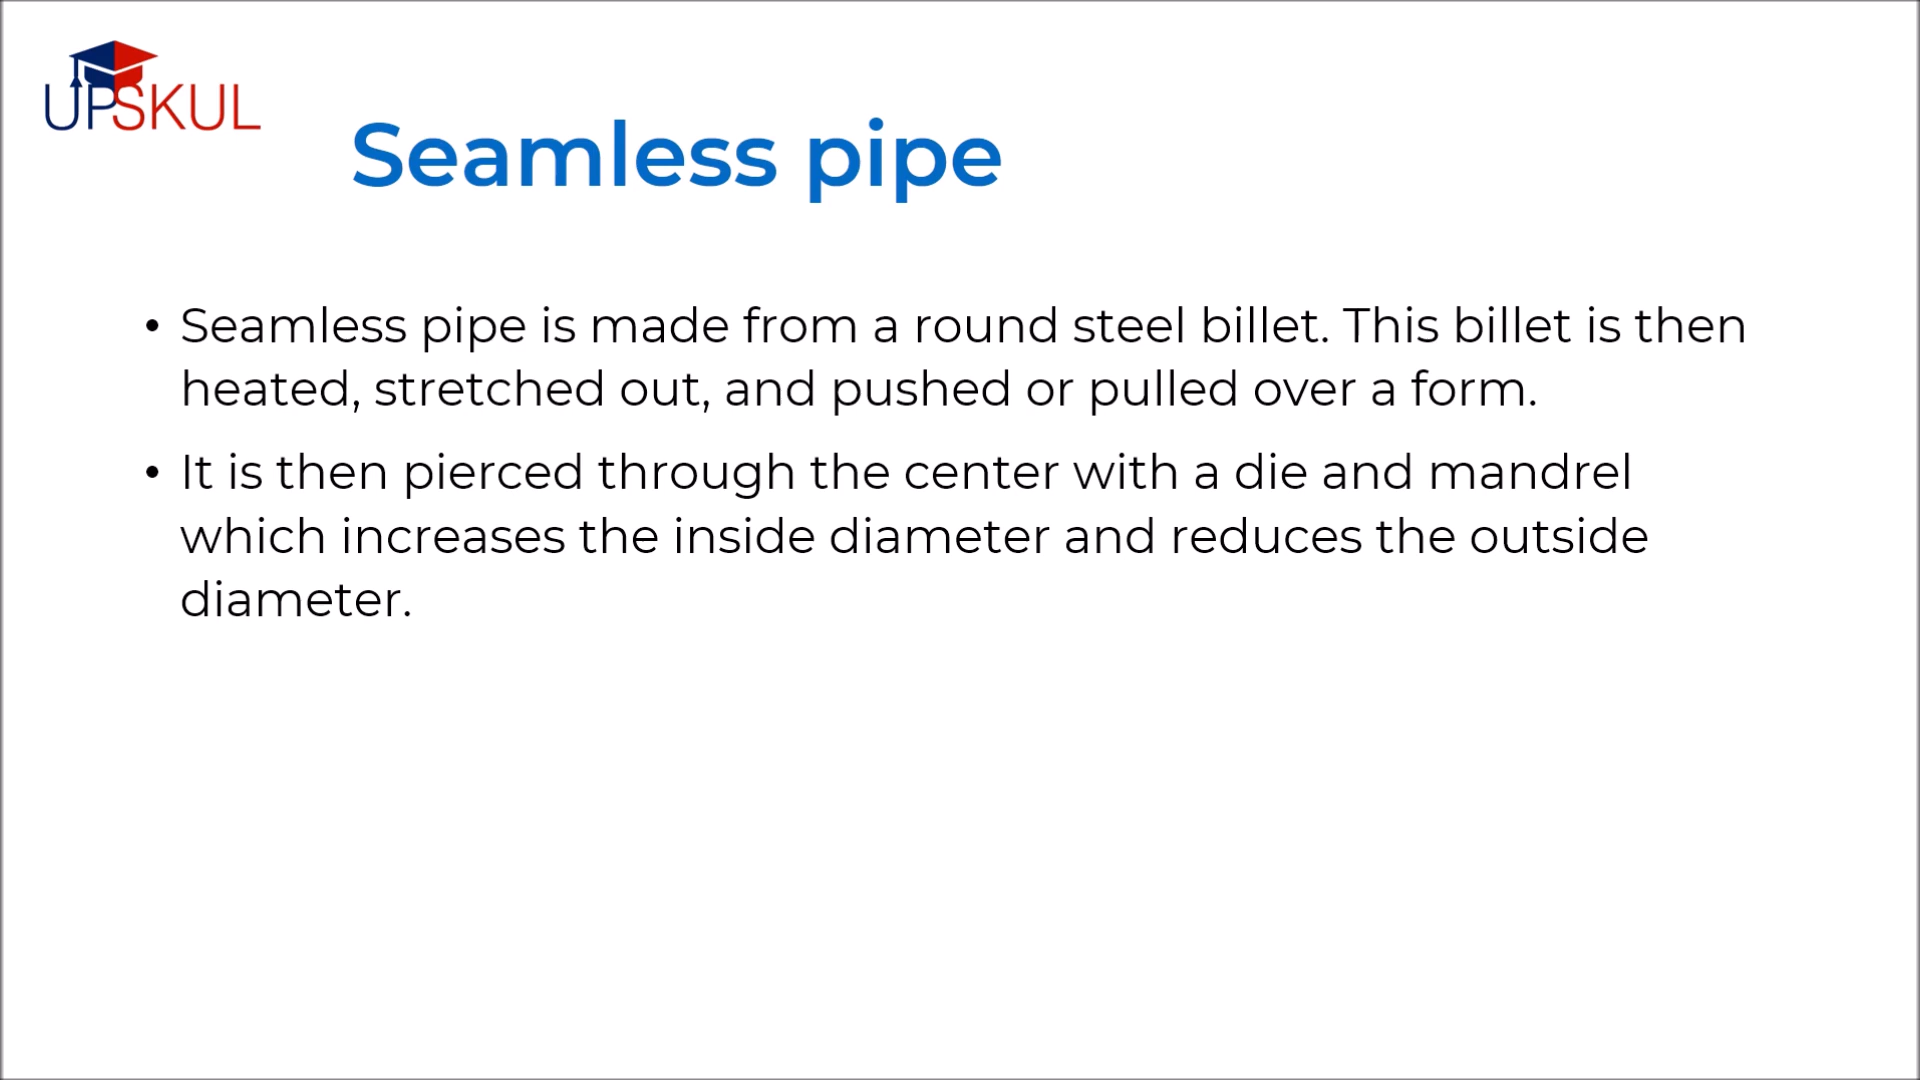 UPSKUL
Seamless pipe
• Seamless pipe is made from a round steel billet. This billet is then
heated, stretched out, and pushed or pulled over a form.
• It is then pierced through the center with a die and mandrel
which increases the inside diameter and reduces the outside
diameter.